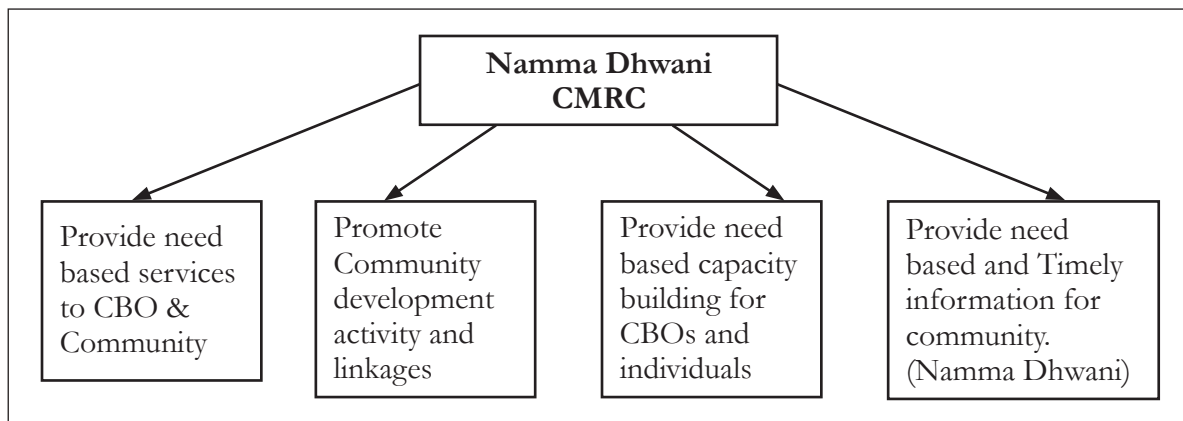 Namma Dhwani
CMRC
Provide need
based services
to CBO &
Community
Promote
Community
development
activity and
linkages
Provide need
based capacity
building for
CBOs and
individuals
Provide need
based and Timely
information for
community.
(Namma Dhwani)